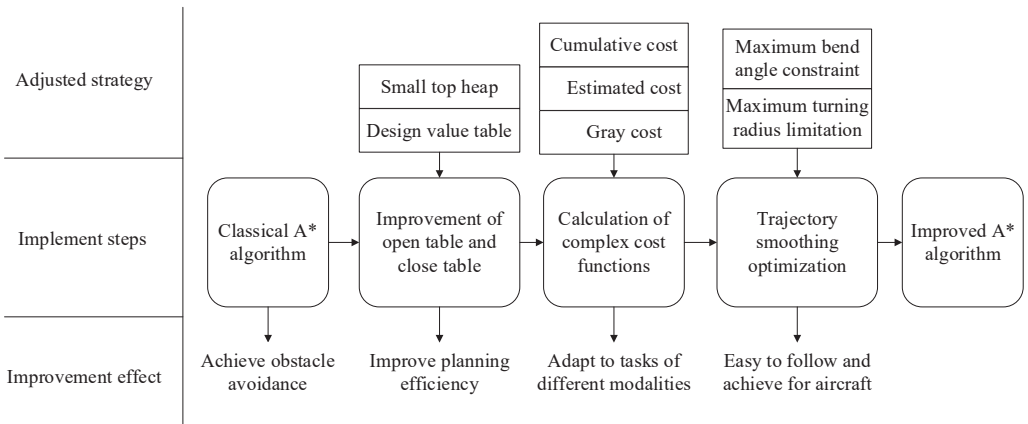 Adjusted strategy
Small top heap
Design value table
Cumulative cost
Estimated cost
Gray cost
Maximum bend
angle constraint
Maximum turning
radius limitation
Implement steps
Classical A*
algorithm
Improvement of
open table and
close table
Calculation of
complex cost
functions
Trajectory
smoothing
optimization
Improved A*
algorithm
Improvement effect
Achieve obstacle
avoidance
Improve planning
efficiency
Adapt to tasks of
different modalities
Easy to follow and
achieve for aircraft